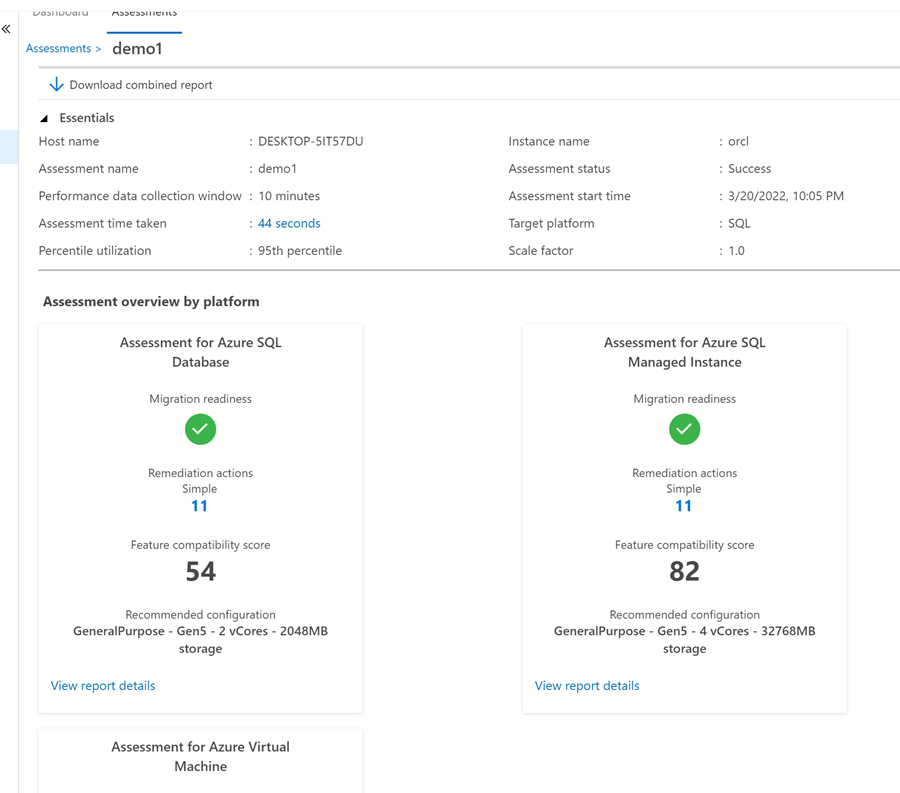 Dashboard Assessments
Assessments > demo1
Download combined report
Essentials
Host name : DESKTOP-5IT57DU Instance name : orcl
Assessment name : demo1 Assessment status : Success
Performance data collection window : 10 minutes Assessment start time : 3/20/2022, 10:05 PM
Assessment time taken : 44 seconds Target platform : SQL
Percentile utilization : 95th percentile Scale factor : 1.0
Assessment overview by platform
Assessment for Azure SQL
Database
Migration readiness
Remediation actions
Simple
11
Feature compatibility score
54
Recommended configuration
GeneralPurpose - Gen5 - 2 vCores - 2048MB
storage
View report details
Assessment for Azure SQL
Managed Instance
Migration readiness
Remediation actions
Simple
11
Feature compatibility score
82
Recommended configuration
GeneralPurpose - Gen5 - 4 vCores - 32768MB
storage
View report details
Assessment for Azure Virtual
Machine